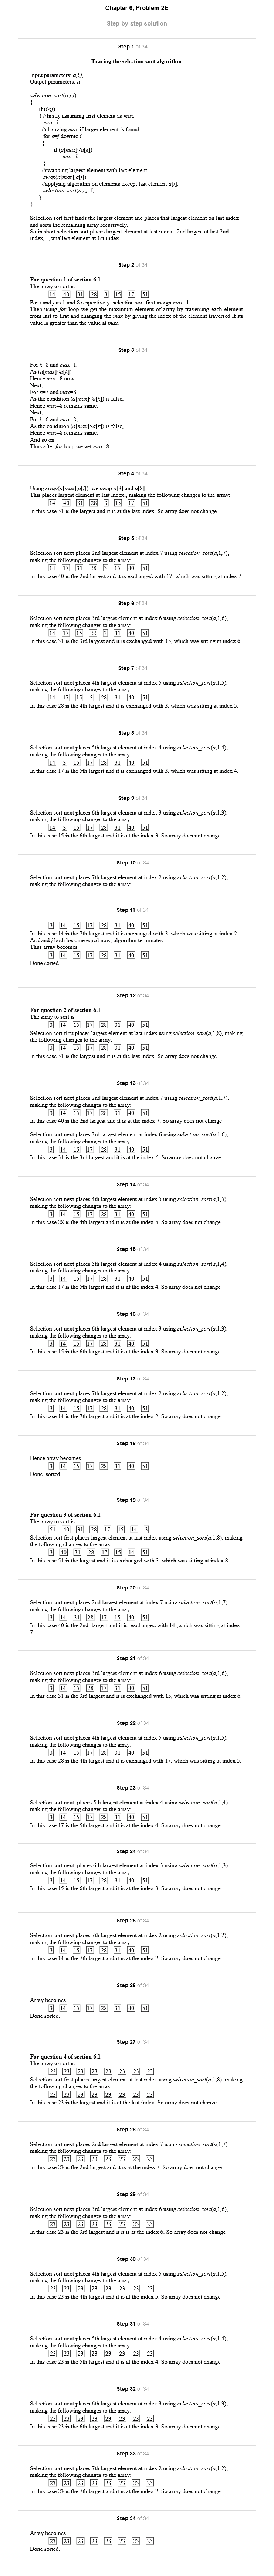 Chapter 6, Problem 2E
Step-by-step solution
Step 1 of 34
Tracing the selection sort algorithm
Input parameters: a,i,j,
Output parameters: a
selection_sort(a,i,j)
{
if (i<j)
{ //firstly assuming first element as max.
max=i
//changing max if larger element is found.
for k=j downto i
{
if (a[max]<a[k])
max=k
}
//swapping largest element with last element.
swap(a[max],a[j])
//applying algorithm on elements except last element a[j].
selection_sort(a,i,j-1)
}
}
Selection sort first finds the largest element and places that largest element on last index
and sorts the remaining array recursively.
So in short selection sort places largest element at last index , 2nd largest at last 2nd
index,...,smallest element at 1st index.
Step 2 of 34
For question 1 of section 6.1
The array to sort is
14 40 31 28 3 15 17 51
For i and j as 1 and 8 respectively, selection sort first assign max=1.
Then using for loop we get the maximum element of array by traversing each element
from last to first and changing the max by giving the index of the element traversed if its
value is greater than the value at max.
Step 3 of 34
For k=8 and max=1,
As (a[max]<a[k])
Hence max=8 now.
Next,
For k=7 and max=8,
As the condition (a[max]<a[k]) is false,
Hence max=8 remains same.
Next,
For k=6 and max=8,
As the condition (a[max]<a[k]) is false,
Hence max=8 remains same.
And so on.
Thus after for loop we get max=8.
Step 4 of 34
Using swap(a[max],a[j]), we swap a[8] and a[8].
This places largest element at last index , making the following changes to the array:
14 40 31 28 3 15 17 51
In this case 51 is the largest and it is at the last index. So array does not change
Step 5 of 34
Selection sort next places 2nd largest element at index 7 using selection_sort(a,1,7),
making the following changes to the array:
14 17 31 28 3 15 40 51
In this case 40 is the 2nd largest and it is exchanged with 17, which was sitting at index 7.
Step 6 of 34
Selection sort next places 3rd largest element at index 6 using selection_sort(a,1,6),
making the following changes to the array:
14 17 15 28 3 31 40 51
In this case 31 is the 3rd largest and it is exchanged with 15, which was sitting at index 6.
Step 7 of 34
Selection sort next places 4th largest element at index 5 using selection_sort(a,1,5),
making the following changes to the array:
14 17 15 3 28 31 40 51
In this case 28 is the 4th largest and it is exchanged with 3, which was sitting at index 5.
Step 8 of 34
Selection sort next places 5th largest element at index 4 using selection_sort(a,1,4),
making the following changes to the array:
14 3 15 17 28 31 40 51
In this case 17 is the 5th largest and it is exchanged with 3, which was sitting at index 4.
Step 9 of 34
Selection sort next places 6th largest element at index 3 using selection_sort(a,1,3),
making the following changes to the array:
14 3 15 17 28 31 40 51
In this case 15 is the 6th largest and it is at the index 3. So array does not change.
Step 10 of 34
Selection sort next places 7th largest element at index 2 using selection_sort(a,1,2),
making the following changes to the array:
Step 11 of 34
3 14 15 17 28 31 40 51
In this case 14 is the 7th largest and it is exchanged with 3, which was sitting at index 2.
As i and j both become equal now, algorithm terminates.
Thus array becomes
3 14 15 17 28 31 40 51
Done sorted.
Step 12 of 34
For question 2 of section 6.1
The array to sort is
3 14 15 17 28 31 40 51
Selection sort first places largest element at last index using selection_sort(a,1,8), making
the following changes to the array:
3 14 15 17 28 31 40 51
In this case 51 is the largest and it is at the last index. So array does not change
Step 13 of 34
Selection sort next places 2nd largest element at index 7 using selection_sort(a,1,7),
making the following changes to the array:
3 14 15 17 28 31 40 51
In this case 40 is the 2nd largest and it is at the index 7. So array does not change
Selection sort next places 3rd largest element at index 6 using selection_sort(a,1,6),
making the following changes to the array:
3 14 15 17 28 31 40 51
In this case 31 is the 3rd largest and it is at the index 6. So array does not change
Step 14 of 34
Selection sort next places 4th largest element at index 5 using selection_sort(a,1,5),
making the following changes to the array:
3 14 15 17 28 31 40 51
In this case 28 is the 4th largest and it is at the index 5. So array does not change
Step 15 of 34
Selection sort next places 5th largest element at index 4 using selection_sort(a,1,4),
making the following changes to the array:
3 14 15 17 28 31 40 51
In this case 17 is the 5th largest and it is at the index 4. So array does not change
Step 16 of 34
Selection sort next places 6th largest element at index 3 using selection_sort(a,1,3),
making the following changes to the array:
3 14 15 17 28 31 40 51
In this case 15 is the 6th largest and it is at the index 3. So array does not change
Step 17 of 34
Selection sort next places 7th largest element at index 2 using selection_sort(a,1,2),
making the following changes to the array:
3 14 15 17 28 31 40 51
In this case 14 is the 7th largest and it is at the index 2. So array does not change
Step 18 of 34
Hence array becomes
3 14 15 17 28 31 40 51
Done sorted.
Step 19 of 34
For question 3 of section 6.1
The array to sort is
51 40 31 28 17 15 14 3
Selection sort first places largest element at last index using selection_sort(a,1,8), making
the following changes to the array:
3 40 31 28 17 15 14 51
In this case 51 is the largest and it is exchanged with 3, which was sitting at index 8.
Step 20 of 34
Selection sort next places 2nd largest element at index 7 using selection_sort(a,1,7),
making the following changes to the array:
3 14 31 28 17 15 40 51
In this case 40 is the 2nd largest and it is exchanged with 14 ,which was sitting at index
7.
Step 21 of 34
Selection sort next places 3rd largest element at index 6 using selection_sort(a,1,6),
making the following changes to the array:
3 14 15 28 17 31 40 51
In this case 31 is the 3rd largest and it is exchanged with 15, which was sitting at index 6.
Step 22 of 34
Selection sort next places 4th largest element at index 5 using selection_sort(a,1,5),
making the following changes to the array:
3 14 15 17 28 31 40 51
In this case 28 is the 4th largest and it is exchanged with 17, which was sitting at index 5.
Step 23 of 34
Selection sort next places 5th largest element at index 4 using selection_sort(a,1,4),
making the following changes to the array:
3 14 15 17 28 31 40 51
In this case 17 is the 5th largest and it is at the index 4. So array does not change
Step 24 of 34
Selection sort next places 6th largest element at index 3 using selection_sort(a,1,3),
making the following changes to the array:
3 14 15 17 28 31 40 51
In this case 15 is the 6th largest and it is at the index 3. So array does not change
Step 25 of 34
Selection sort next places 7th largest element at index 2 using selection_sort(a,1,2),
making the following changes to the array:
3 14 15 17 28 31 40 51
In this case 14 is the 7th largest and it is at the index 2. So array does not change
Step 26 of 34
Array becomes
3 14 15 17 28 31 40 51
Done sorted.
Step 27 of 34
For question 4 of section 6.1
The array to sort is
23 23 23 23 23 23 23 23
Selection sort first places largest element at last index using selection_sort(a,1,8), making
the following changes to the array:
23 23 23 23 23 23 23 23
In this case 23 is the largest and it is at the last index. So array does not change
Step 28 of 34
Selection sort next places 2nd largest element at index 7 using selection_sort(a,1,7),
making the following changes to the array:
23 23 23 23 23 23 23 23
In this case 23 is the 2nd largest and it is at the index 7. So array does not change
Step 29 of 34
Selection sort next places 3rd largest element at index 6 using selection_sort(a,1,6),
making the following changes to the array:
23 23 23 23 23 23 23 23
In this case 23 is the 3rd largest and it it is at the index 6. So array does not change
Step 30 of 34
Selection sort next places 4th largest element at index 5 using selection_sort(a,1,5),
making the following changes to the array:
23 23 23 23 23 23 23 23
In this case 23 is the 4th largest and it is at the index 5. So array does not change
Step 31 of 34
Selection sort next places 5th largest element at index 4 using selection_sort(a,1,4),
making the following changes to the array:
23 23 23 23 23 23 23 23
In this case 23 is the 5th largest and it is at the index 4. So array does not change
Step 32 of 34
Selection sort next places 6th largest element at index 3 using selection_sort(a,1,3),
making the following changes to the array:
23 23 23 23 23 23 23 23
In this case 23 is the 6th largest and it is at the index 3. So array does not change
Step 33 of 34
Selection sort next places 7th largest element at index 2 using selection_sort(a,1,2),
making the following changes to the array:
23 23 23 23 23 23 23 23
In this case 23 is the 7th largest and it is at the index 2. So array does not change
Step 34 of 34
Array becomes
23 23 23 23 23 23 23 23
Done sorted.